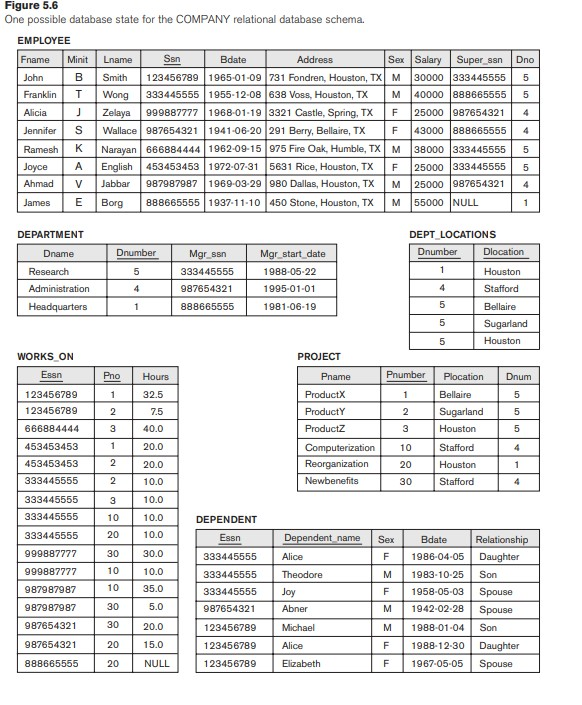 Figure 5.6
One possible database state for the COMPANY relational database schema.
EMPLOYEE
Fname Minit Lname Ssn Bdate Address Sex Salary Super_ssn Dno
John B Smith 123456789 1965-01-09 731 Fondren, Houston, TX M 30000 333445555 5
Franklin T Wong 333445555 1955-12-08 638 Voss, Houston, TX M 40000 888665555 5
Alicia J Zelaya 999887777 1968-01-19 3321 Castle, Spring, TX F 25000 987654321 4
Jennifer S Wallace 987654321 1941-06-20 291 Berry, Bellaire, TX F 43000 888665555 4
Ramesh K Narayan 666884444 1962-09-15 975 Fire Oak, Humble, TX M 38000 333445555 5
Joyce A English 453453453 1972-07-31 5631 Rice, Houston, TX F 25000 333445555 5
Ahmad V Jabbar 987987987 1969-03-29 980 Dallas, Houston, TX M 25000 987654321 4
James E Borg 888665555 1937-11-10 450 Stone, Houston, TX M 55000 NULL 1
DEPARTMENT
Dname Dnumber Mgr_ssn Mgr_start_date
Research 5 333445555 1988-05-22
Administration 4 987654321 1995-01-01
Headquarters 1 888665555 1981-06-19
DEPT_LOCATIONS
Dnumber Dlocation
1 Houston
4 Stafford
5 Bellaire
5 Sugarland
5 Houston
WORKS_ON
Essn Pno Hours
123456789 1 32.5
123456789 2 7.5
666884444 3 40.0
453453453 1 20.0
453453453 2 20.0
333445555 2 10.0
333445555 3 10.0
333445555 10 10.0
333445555 20 10.0
999887777 30 30.0
999887777 10 10.0
987987987 10 35.0
987987987 30 5.0
987654321 30 20.0
987654321 20 15.0
888665555 20 NULL
PROJECT
Pname Pnumber Plocation Dnum
ProductX 1 Bellaire 5
ProductY 2 Sugarland 5
ProductZ 3 Houston 5
Computerization 10 Stafford 4
Reorganization 20 Houston 1
Newbenefits 30 Stafford 4
DEPENDENT
Essn Dependent_name Sex Bdate Relationship
333445555 Alice F 1986-04-05 Daughter
333445555 Theodore M 1983-10-25 Son
333445555 Joy F 1958-05-03 Spouse
987654321 Abner M 1942-02-28 Spouse
123456789 Michael M 1988-01-04 Son
123456789 Alice F 1988-12-30 Daughter
123456789 Elizabeth F 1967-05-05 Spouse